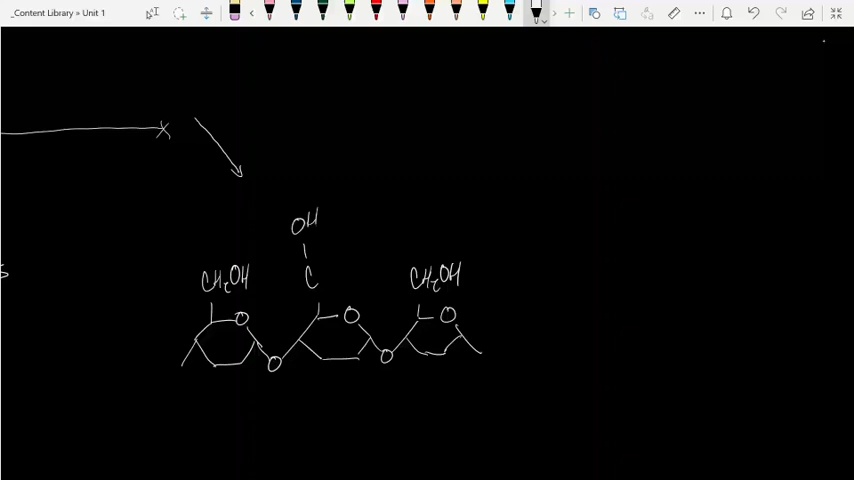 _Content Library » Unit 1
OH
C
CH₂OH CH₂OH
O O O
O O